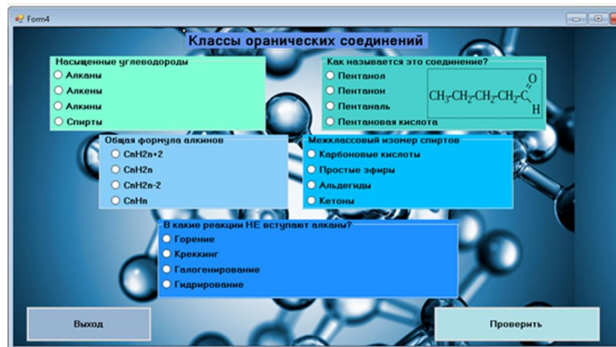 Form4
Классы оранических соединений
Насыщенные углеводороды
Алканы
Алкены
Алкины
Спирты
Как называется это соединение?
Пентанол
Пентанон
Пентаналь
Пентановая кислота
CH₃-CH₂-CH₂-CH₂-C
O
H
Общая формула алкинов
CnH2n+2
CnH2n
CnH2n-2
CnHn
Межклассовый изомер спиртов
Карбоновые кислоты
Простые эфиры
Альдегиды
Кетоны
В какие реакции НЕ вступают алканы?
Горение
Креккинг
Галогенирование
Гидрирование
Выход
Проверить